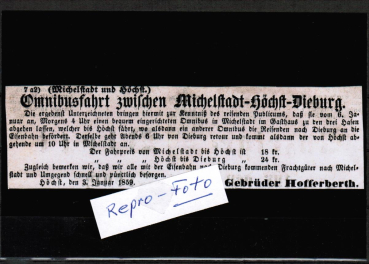 7 a2) (Michelstadt und Höchst.)
Omnibusfahrt zwischen Michelstadt-Höchst-Dieburg.
Die ergebenst Unterzeichneten bringen hiermit zur Kenntniß des reisenden Publicums, daß sie vom 6. Ja-
nuar an, Morgens 4 Uhr einen bequem eingerichteten Omnibus in Michelstadt im Gasthaus zu den drei Hasen
abgehen lassen, welcher bis Höchst fährt, wo alsdann ein anderer Omnibus die Reisenden nach Dieburg an die
Eisenbahn befördert. Derselbe geht Abends 6 Uhr von Dieburg retour und kommt alsdann der von Höchst ab-
gehende um 10 Uhr in Michelstadt an.
Der Fahrpreis von Michelstadt bis Höchst ist 18 kr.
" " " Höchst bis Dieburg " 24 kr.
Zugleich bemerken wir, daß wir alle mit der Eisenbahn nach Dieburg kommenden Frachtgüter nach Michel-
stadt und Umgegend schnell und pünktlich besorgen.
Höchst, den 3. Januar 1859.
Gebrüder Hofferberth.
Repro-Foto